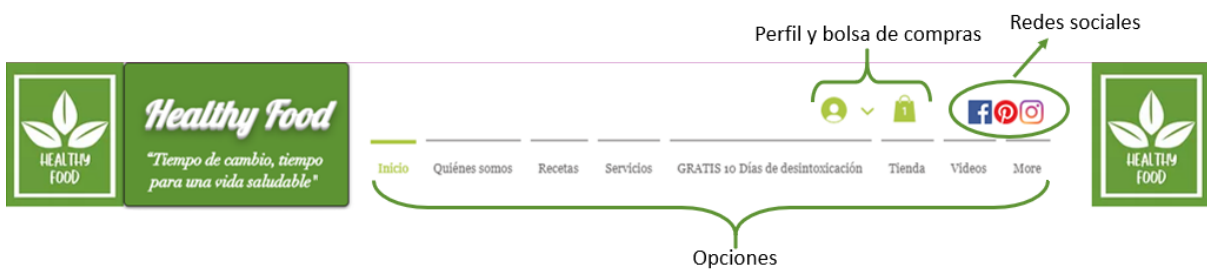 Redes sociales
Perfil y bolsa de compras
HEALTHY
FOOD
Healthy Food
"Tiempo de cambio, tiempo
para una vida saludable"
1
Inicio Quiénes somos Recetas Servicios GRATIS 10 Días de desintoxicación Tienda Videos More
HEALTHY
FOOD
Opciones